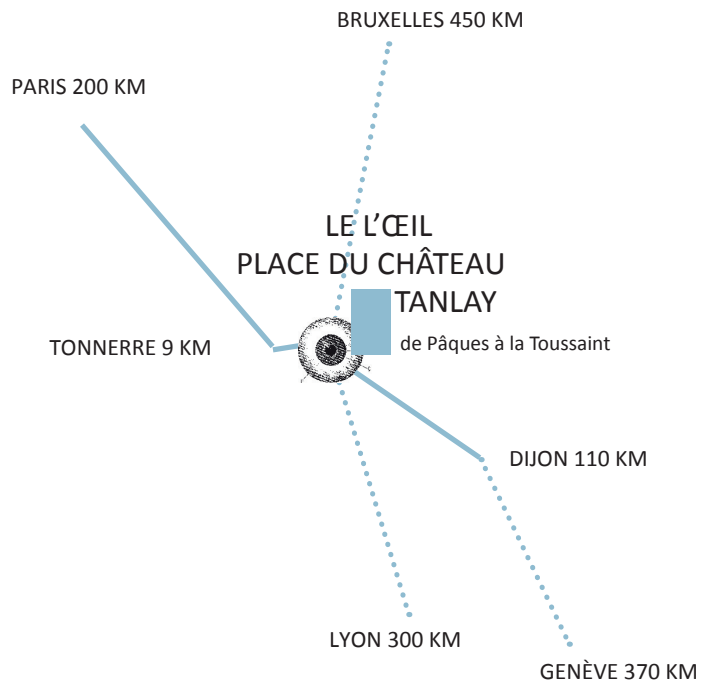 BRUXELLES 450 KM
PARIS 200 KM
LE L'ŒIL
PLACE DU CHÂTEAU
TANLAY
TONNERRE 9 KM
de Pâques à la Toussaint
DIJON 110 KM
LYON 300 KM
GENÈVE 370 KM